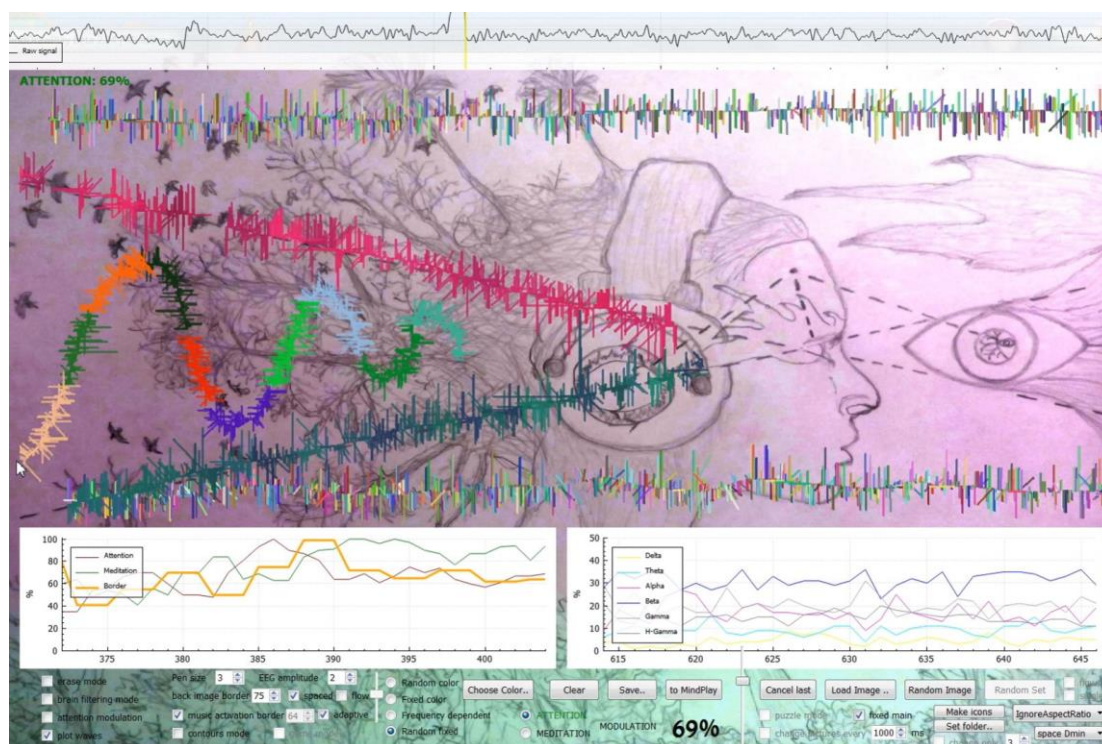 Raw signal
ATTENTION: 69%
100
80
60
40
20
0
%
Attention
Meditation
Border
375 380 385 390 395 400
50
40
30
20
10
0
%
Delta
Theta
Alpha
Beta
Gamma
H-Gamma
615 620 625 630 635 640 645
erase mode
brain filtering mode
attention modulation
plot waves
Pen size 3 EEG amplitude 2
back image border 75 spaced flow
music activation border 64 adaptive
contours mode
Random color
Fixed color
Frequency dependent
Random fixed
Choose Color.. Clear Save.. to MindPlay
ATTENTION
MEDITATION
MODULATION 69%
Cancel last Load Image .. Random Image Random Set
puzzle mode fixed main
change pictures every 1000 ms
Make icons IgnoreAspectRatio
Set folder.. 3 space Dmin